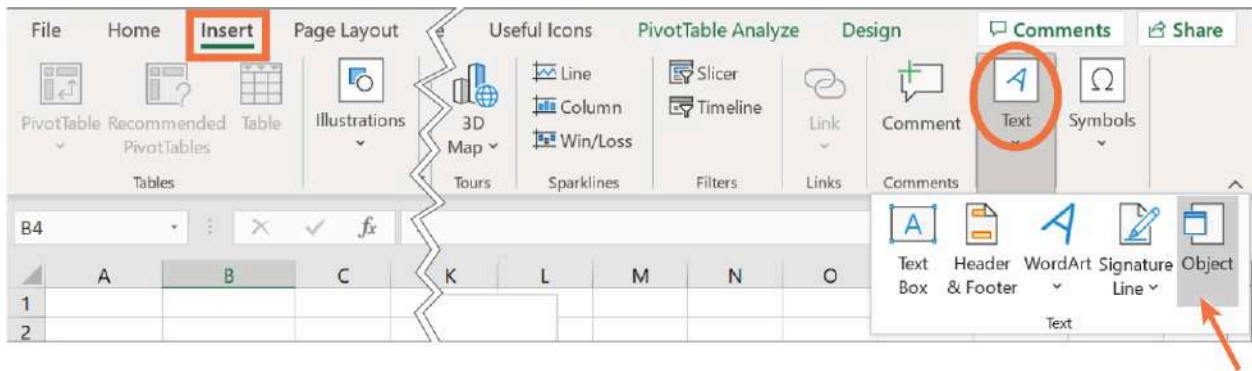 File Home Insert Page Layout e Useful Icons PivotTable Analyze Design Comments Share
PivotTable Recommended PivotTables Table Illustrations 3D Map Line Column Win/Loss Slicer Timeline Link Comment Text Symbols
Tables Tours Sparklines Filters Links Comments
B4 fx
A B C K L M N O
1
2
Text Box Header & Footer WordArt Signature Line Object
Text